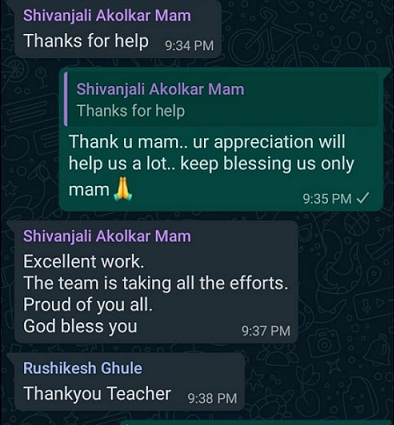 Shivanjali Akolkar Mam
Thanks for help 9:34 PM
Shivanjali Akolkar Mam
Thanks for help
Thank u mam.. ur appreciation will
help us a lot.. keep blessing us only
mam🙏
9:35 PM ✓
Shivanjali Akolkar Mam
Excellent work.
The team is taking all the efforts.
Proud of you all.
God bless you 9:37 PM
Rushikesh Ghule
Thankyou Teacher 9:38 PM